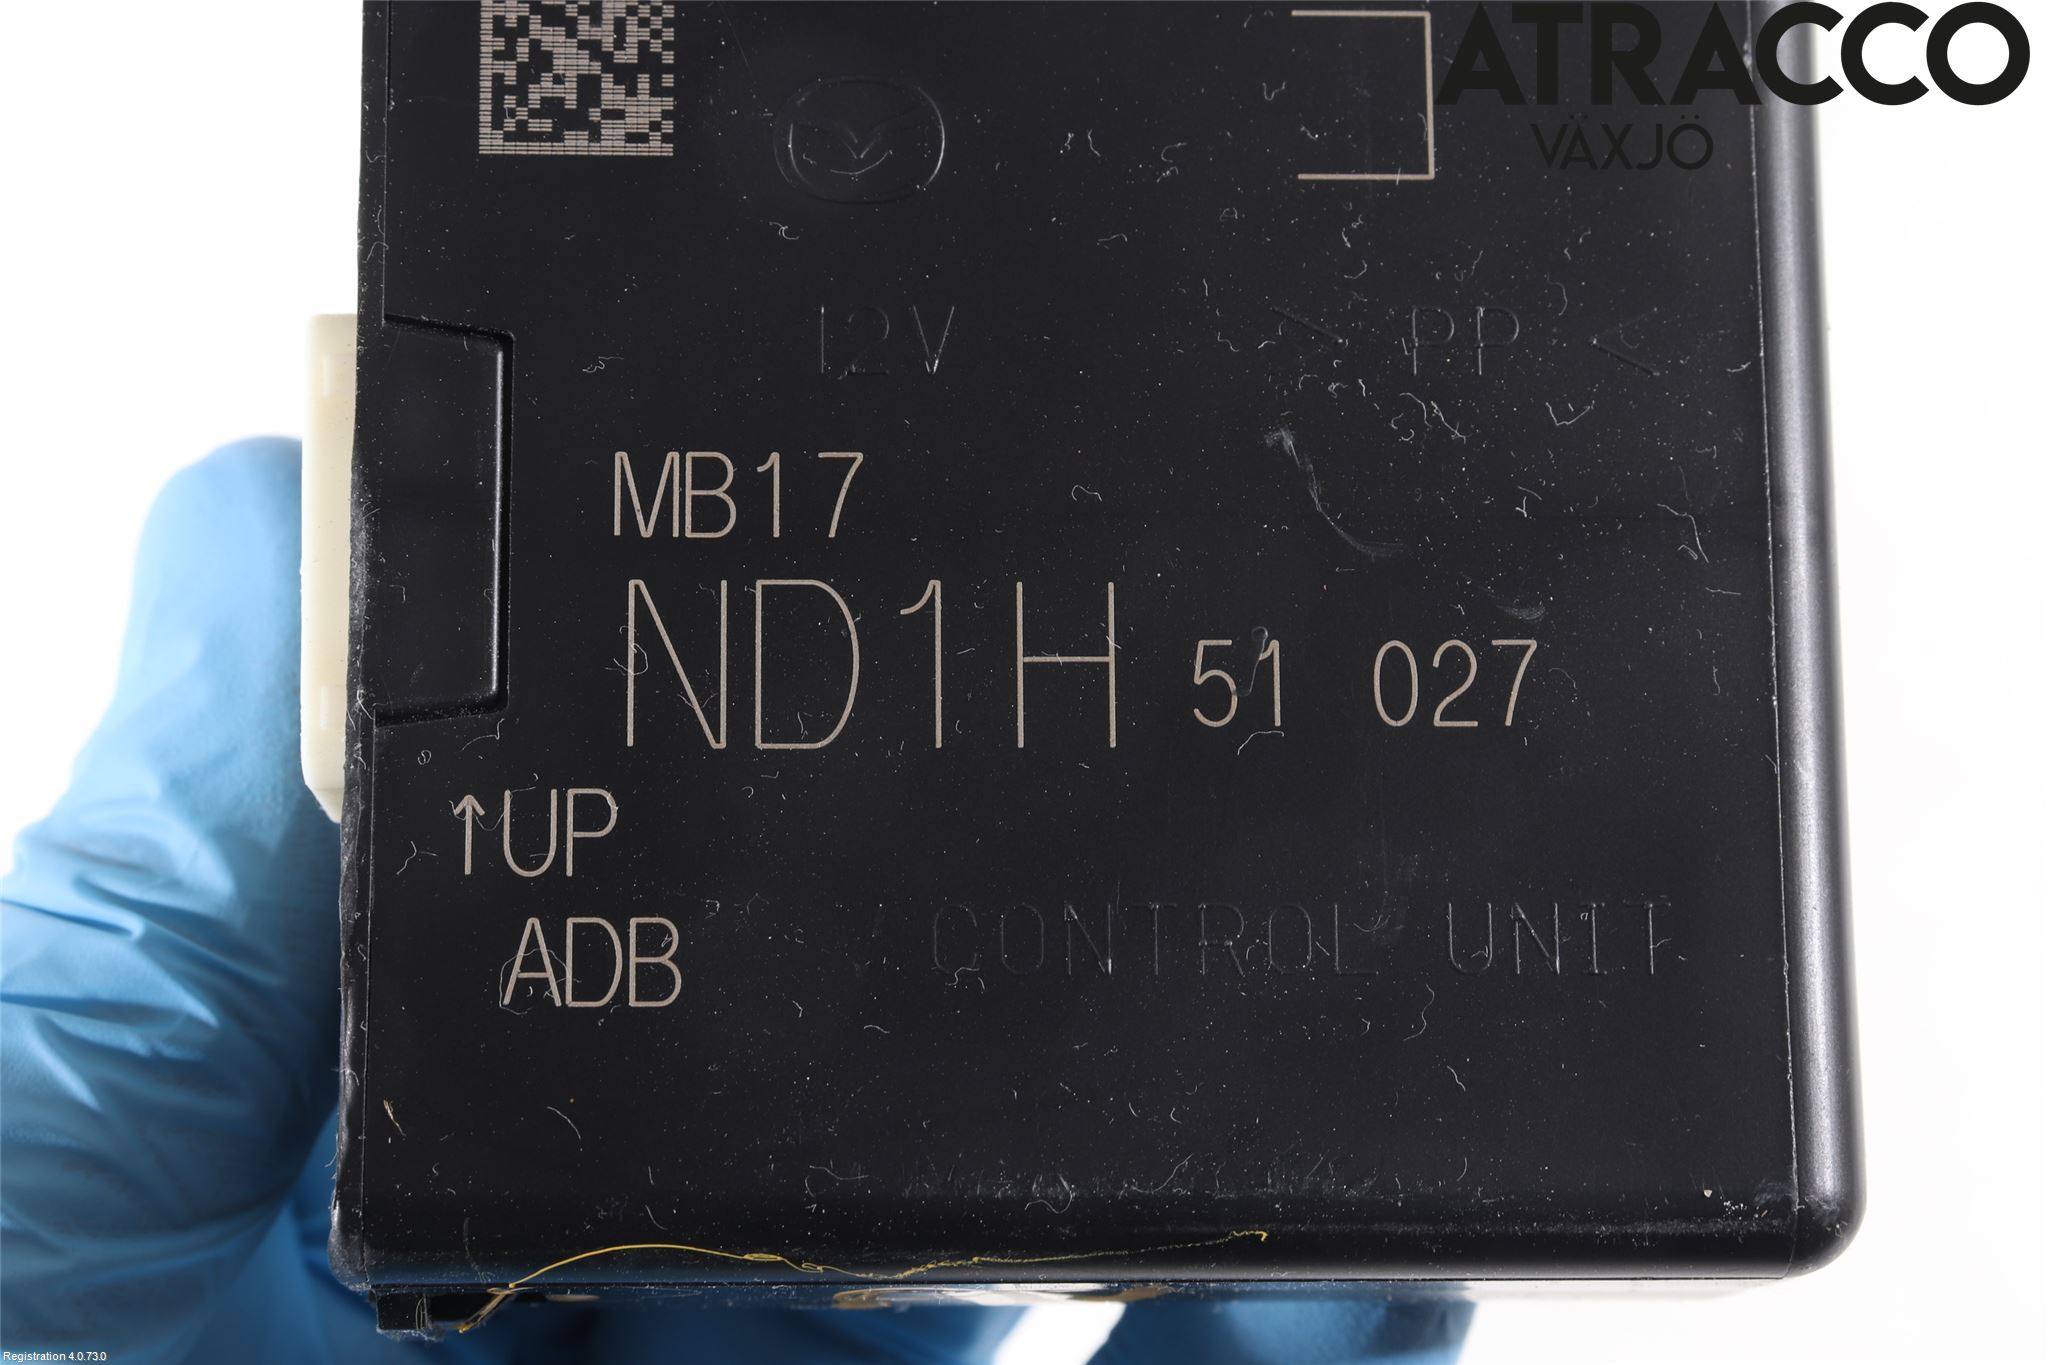 ATRACCO
VÄXJÖ
12V >PP<
MB17
ND1H 51 027
↑UP
ADB
CONTROL UNIT
Registration 4.0.73.0